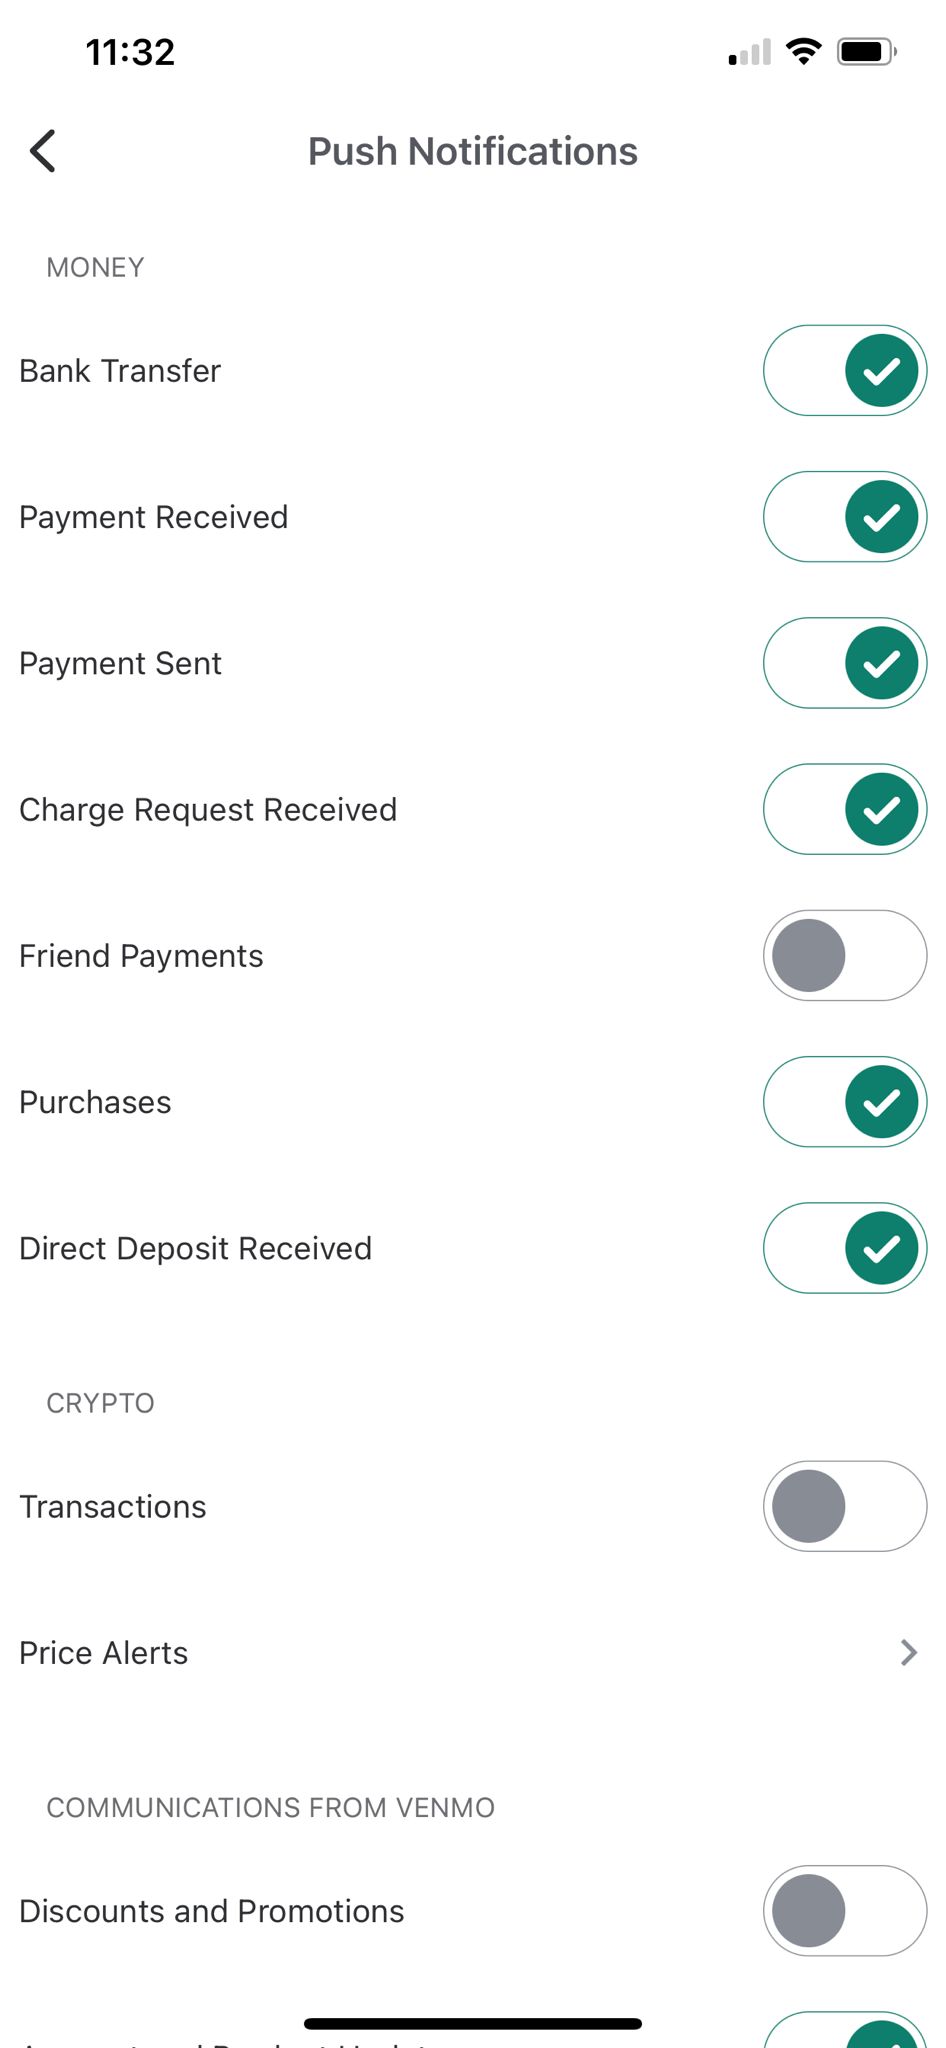 11:32
Push Notifications
MONEY
Bank Transfer
Payment Received
Payment Sent
Charge Request Received
Friend Payments
Purchases
Direct Deposit Received
CRYPTO
Transactions
Price Alerts
COMMUNICATIONS FROM VENMO
Discounts and Promotions